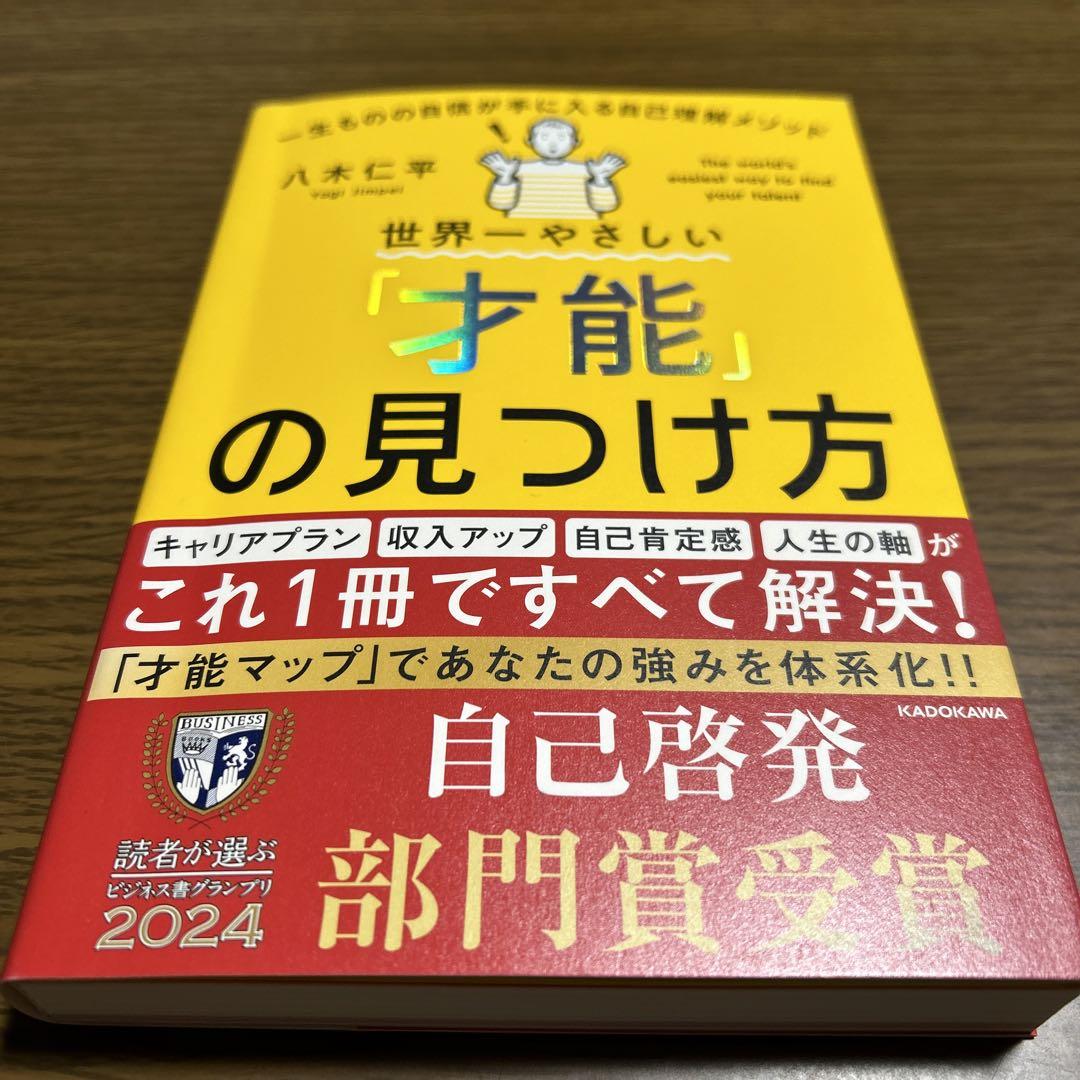 一生ものの自信が手に入る自己理解メソッド
八木仁平
Yagi Jimpei
The world's
easiest way to find
your talent
世界一やさしい
「才能」
の見つけ方
キャリアプラン 収入アップ 自己肯定感 人生の軸が
これ1冊ですべて解決!
「才能マップ」であなたの強みを体系化!!
KADOKAWA
BUSINESS
BOOKS
自己啓発
部門賞受賞
読者が選ぶ
ビジネス書グランプリ
2024